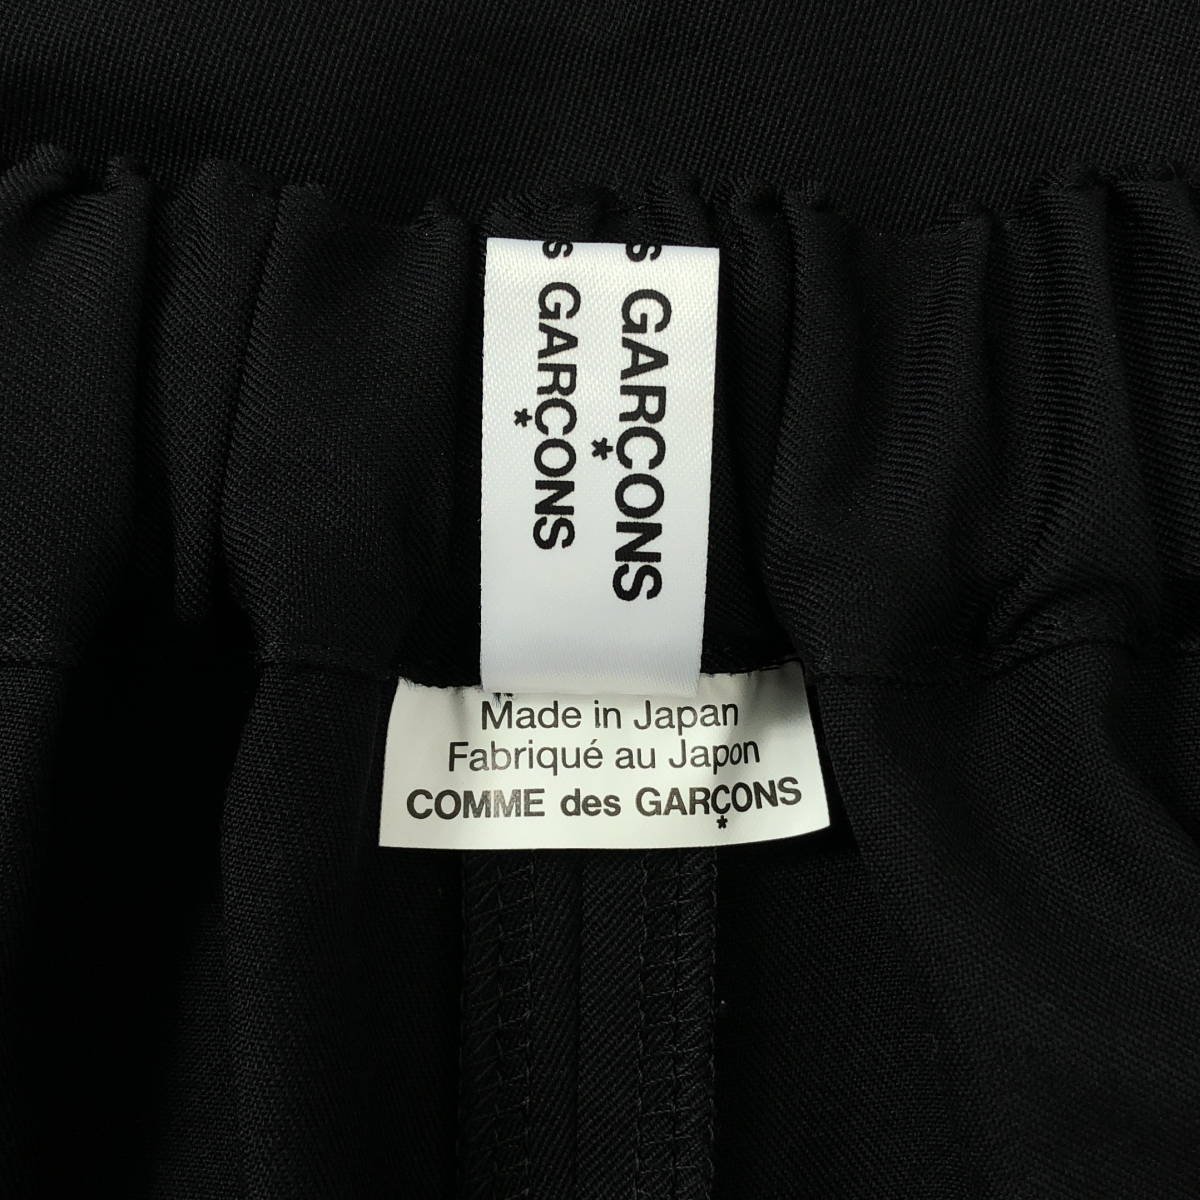 s GARÇONS
s GARÇONS
Made in Japan
Fabriqué au Japon
COMME des GARÇONS